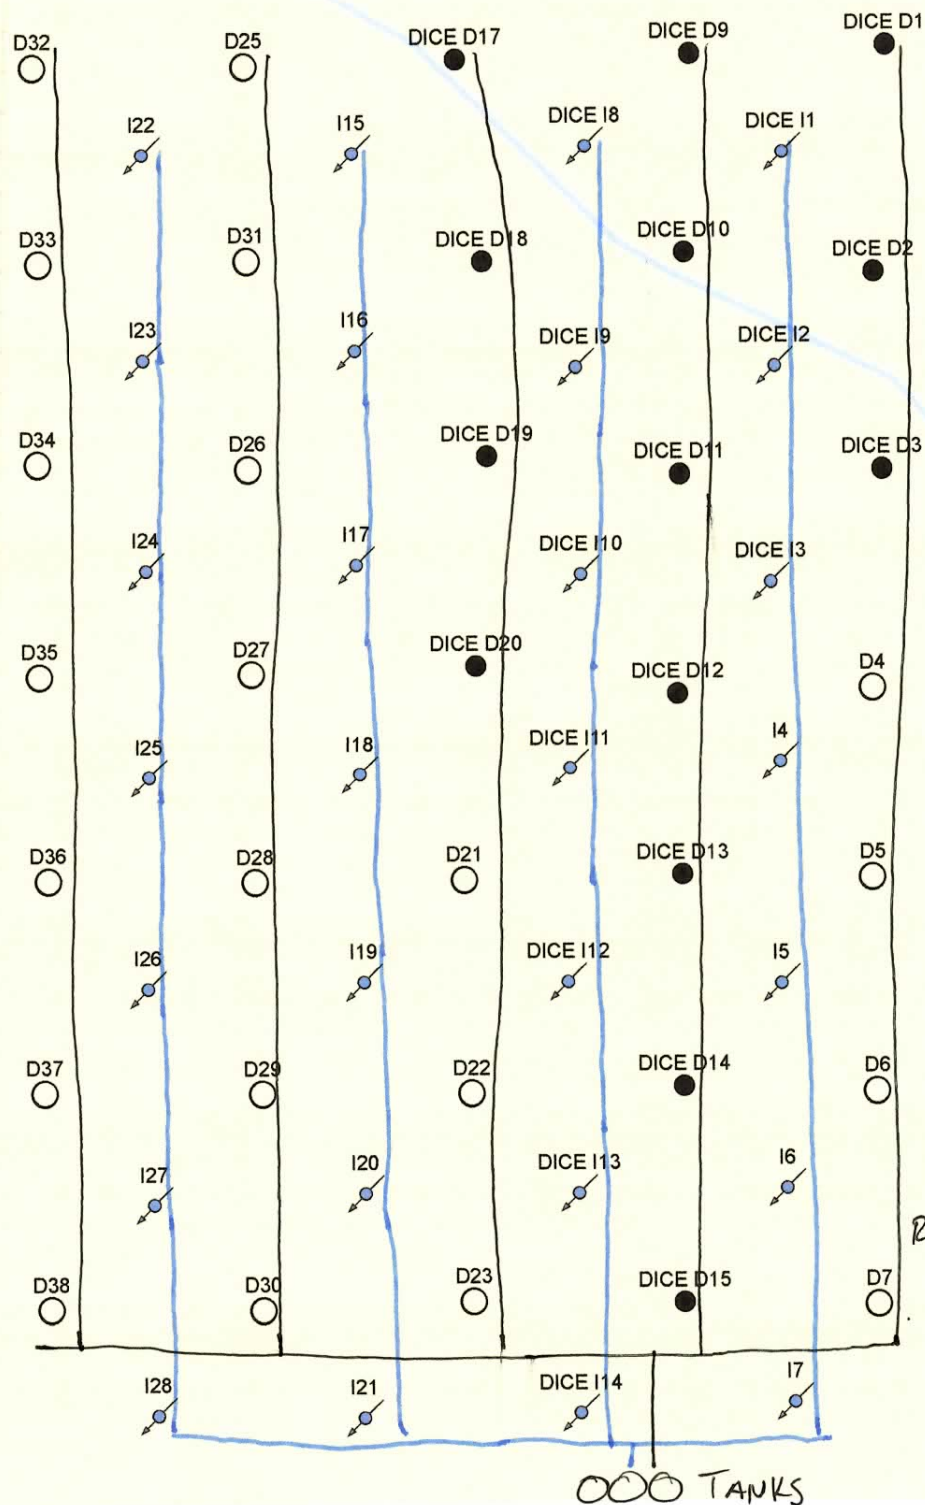 D32 D25 DICE D17 DICE D9 DICE D1
I22 I15 DICE I8 DICE I1
D33 D31 DICE D18 DICE D10 DICE D2
I23 I16 DICE I9 DICE I2
D34 D26 DICE D19 DICE D11 DICE D3
I24 I17 DICE I10 DICE I3
D35 D27 DICE D20 DICE D12 D4
I25 I18 DICE I11 I4
D36 D28 D21 DICE D13 D5
I26 I19 DICE I12 I5
D37 D29 D22 DICE D14 D6
I27 I20 DICE I13 I6
D38 D30 D23 DICE D15 D7
I28 I21 DICE I14 I7
TANKS